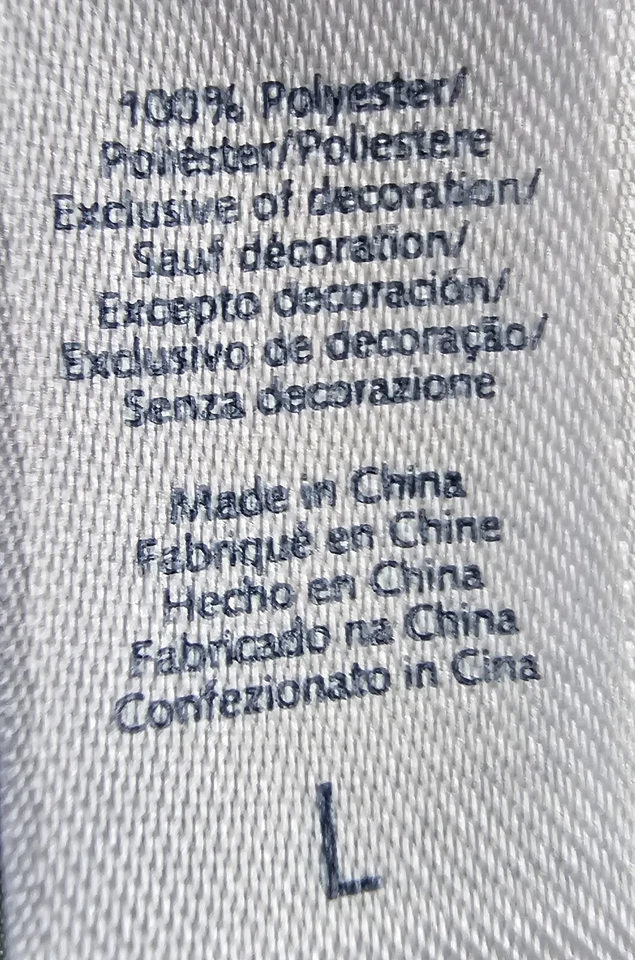 100% Polyester/
Poliéster/Poliestere
Exclusive of decoration/
Sauf décoration/
Excepto decoración/
Exclusivo de decoração/
Senza decorazione
Made in China
Fabriqué en Chine
Hecho en China
Fabricado na China
Confezionato in Cina
L